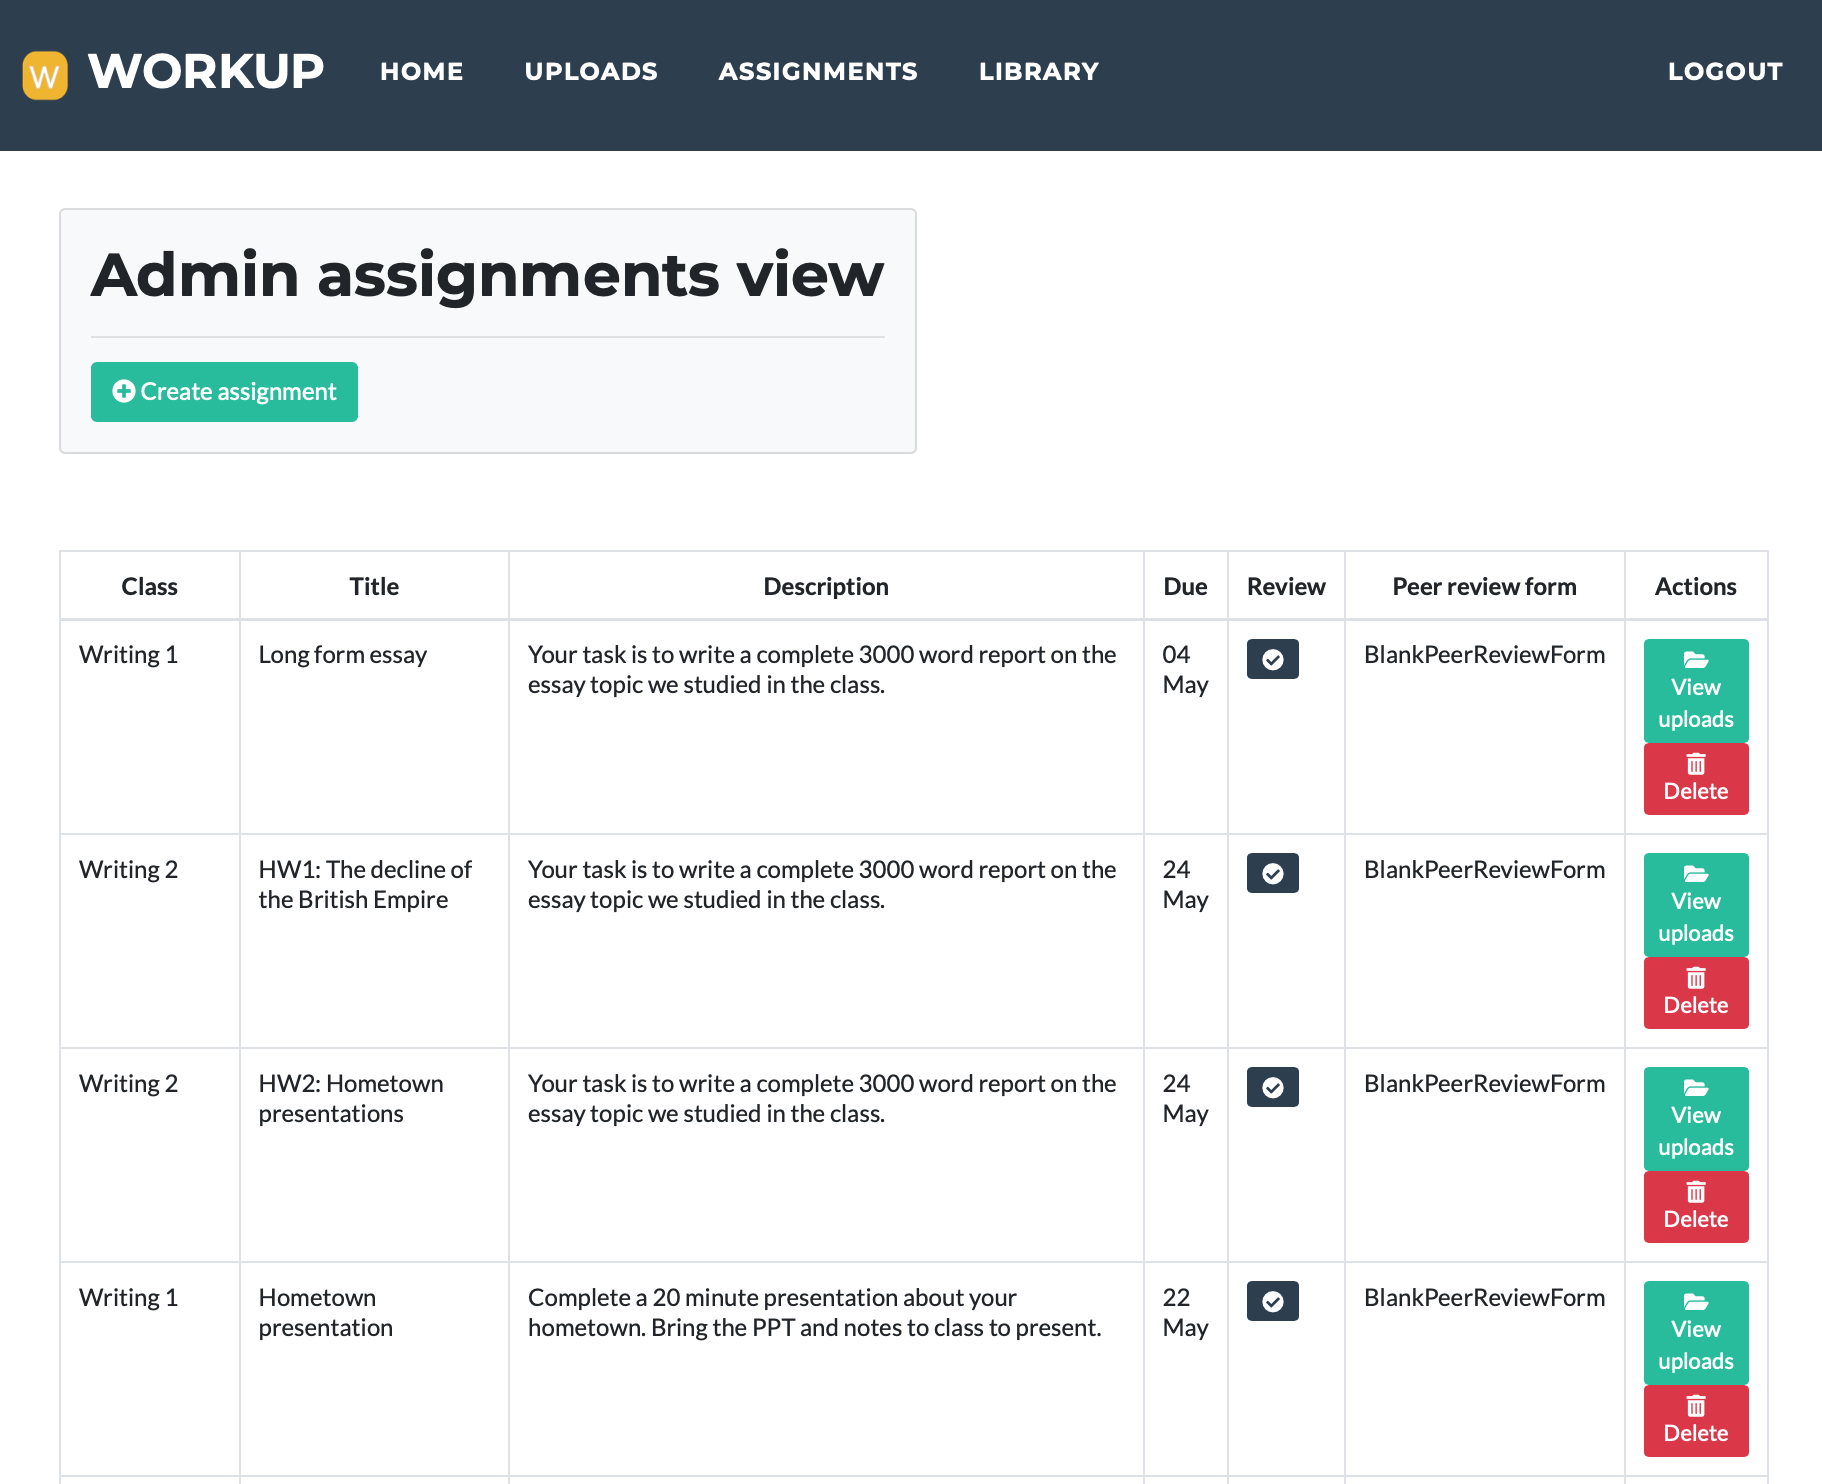 W WORKUP HOME UPLOADS ASSIGNMENTS LIBRARY LOGOUT
Admin assignments view
Create assignment
Class Title Description Due Review Peer review form Actions
Writing 1
Long form essay
Your task is to write a complete 3000 word report on the
essay topic we studied in the class.
04
May
BlankPeerReviewForm
View
uploads
Delete
Writing 2
HW1: The decline of
the British Empire
Your task is to write a complete 3000 word report on the
essay topic we studied in the class.
24
May
BlankPeerReviewForm
View
uploads
Delete
Writing 2
HW2: Hometown
presentations
Your task is to write a complete 3000 word report on the
essay topic we studied in the class.
24
May
BlankPeerReviewForm
View
uploads
Delete
Writing 1
Hometown
presentation
Complete a 20 minute presentation about your
hometown. Bring the PPT and notes to class to present.
22
May
BlankPeerReviewForm
View
uploads
Delete